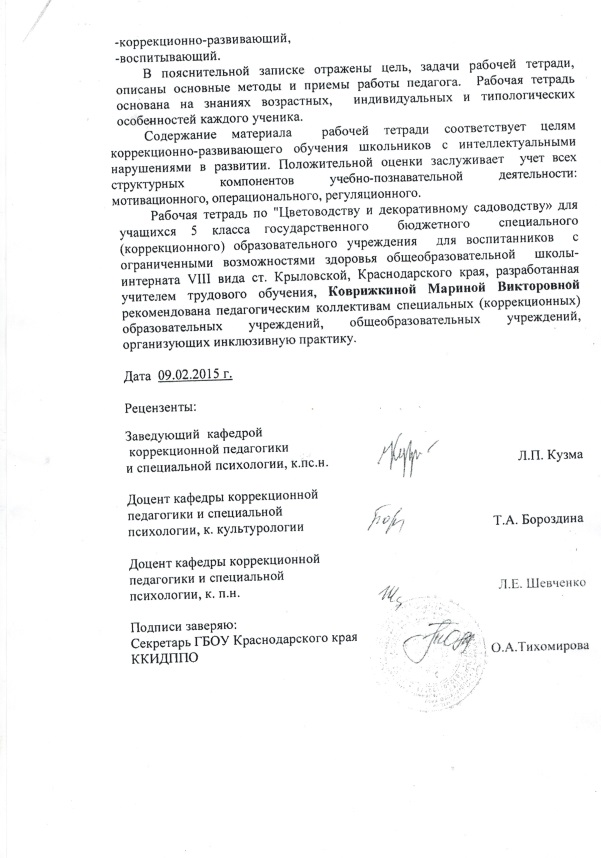 -коррекционно-развивающий,
-воспитывающий.
В пояснительной записке отражены цель, задачи рабочей тетради,
описаны основные методы и приемы работы педагога. Рабочая тетрадь
основана на знаниях возрастных, индивидуальных и типологических
особенностей каждого ученика.
Содержание материала рабочей тетради соответствует целям
коррекционно-развивающего обучения школьников с интеллектуальными
нарушениями в развитии. Положительной оценки заслуживает учет всех
структурных компонентов учебно-познавательной деятельности:
мотивационного, операционального, регуляционного.
Рабочая тетрадь по "Цветоводству и декоративному садоводству» для
учащихся 5 класса государственного бюджетного специального
(коррекционного) образовательного учреждения для воспитанников с
ограниченными возможностями здоровья общеобразовательной школы-
интерната VIII вида ст. Крыловской, Краснодарского края, разработанная
учителем трудового обучения, Коврижкиной Мариной Викторовной
рекомендована педагогическим коллективам специальных (коррекционных)
образовательных учреждений, общеобразовательных учреждений,
организующих инклюзивную практику.
Дата 09.02.2015 г.
Рецензенты:
Заведующий кафедрой
коррекционной педагогики
и специальной психологии, к.пс.н. Л.П. Кузма
Доцент кафедры коррекционной
педагогики и специальной
психологии, к. культурологии Т.А. Бороздина
Доцент кафедры коррекционной
педагогики и специальной
психологии, к. п.н. Л.Е. Шевченко
Подписи заверяю:
Секретарь ГБОУ Краснодарского края О.А.Тихомирова
ККИДППО